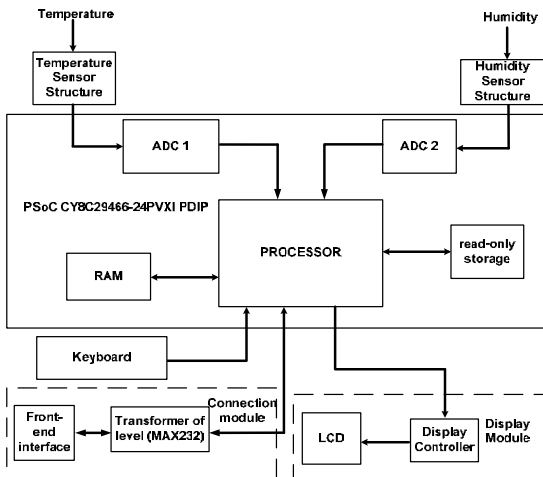 Temperature
Humidity
Temperature
Sensor
Structure
Humidity
Sensor
Structure
ADC 1
ADC 2
PSoC CY8C29466-24PVXI PDIP
PROCESSOR
read-only
storage
RAM
Keyboard
Connection
module
Front-
end
interface
Transformer of
level (MAX232)
LCD
Display
Controller
Display
Module